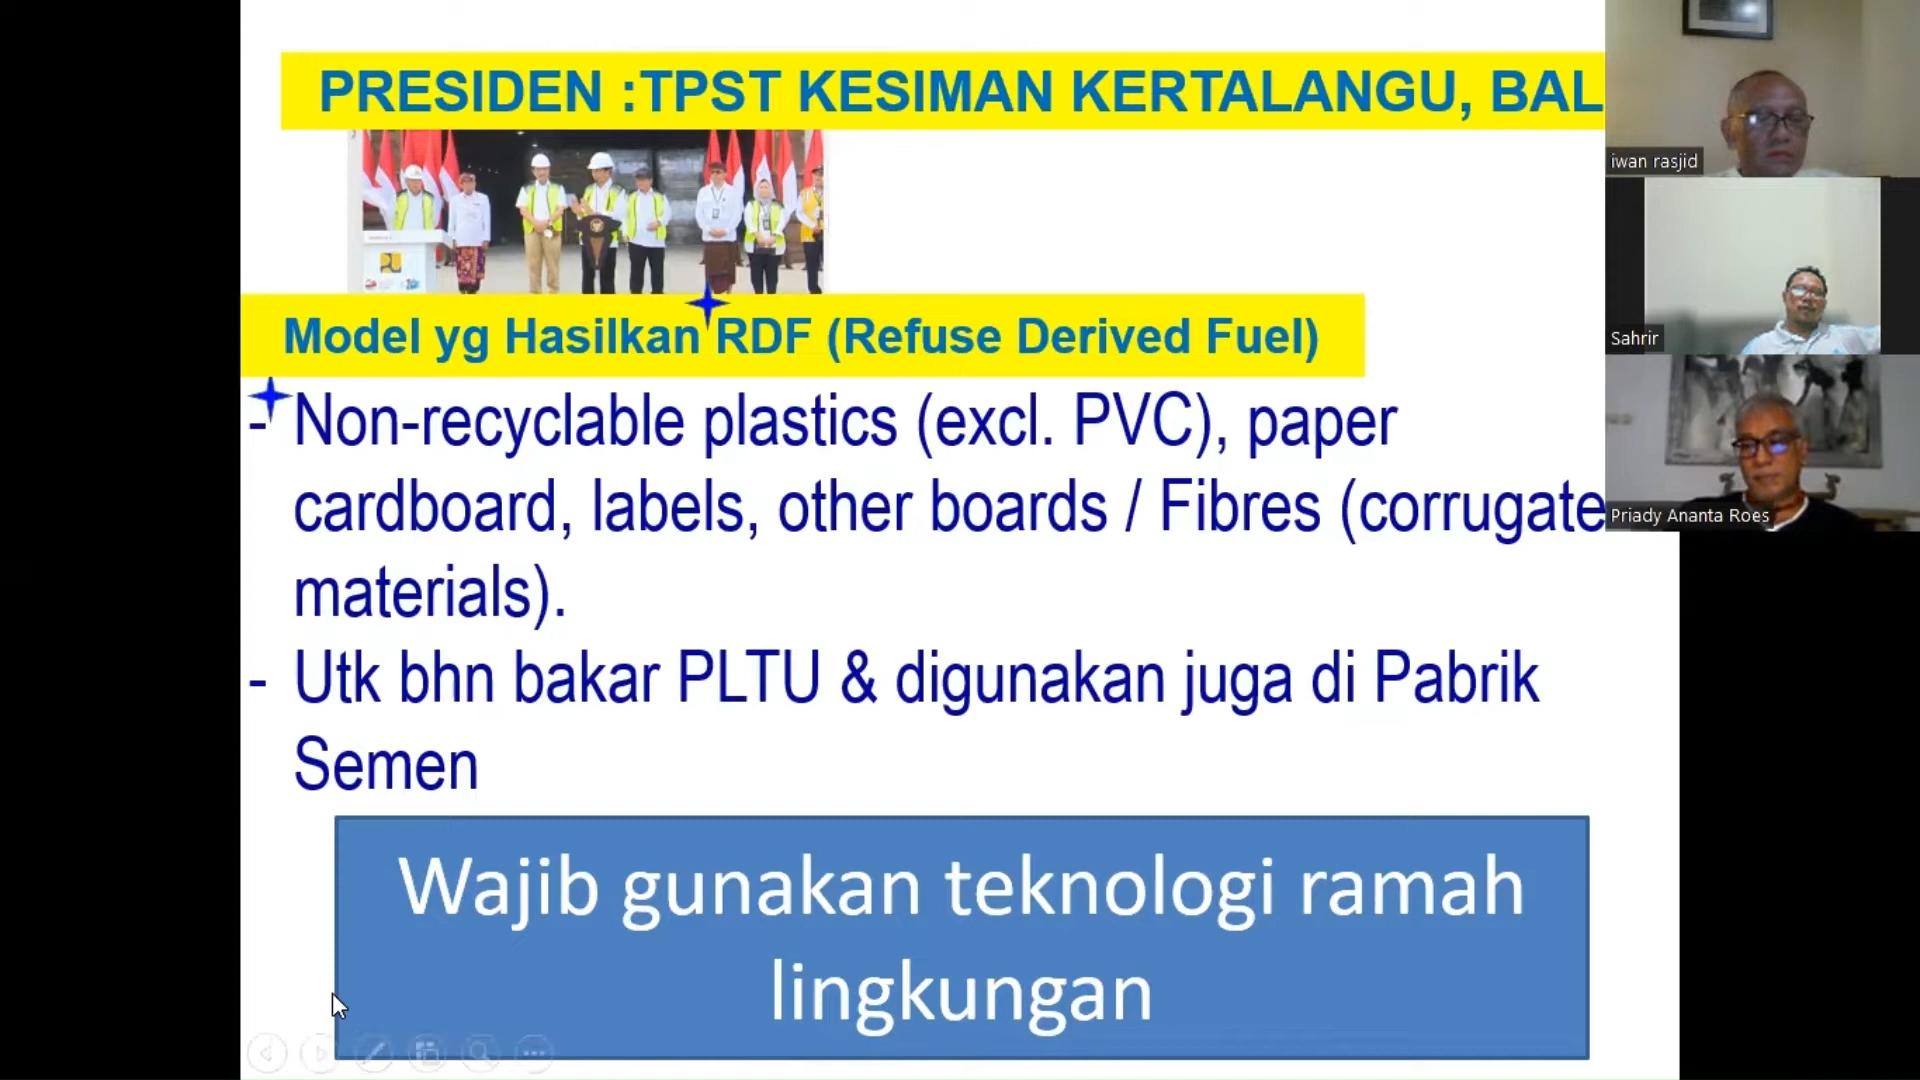 PRESIDEN :TPST KESIMAN KERTALANGU, BAL
Model yg Hasilkan RDF (Refuse Derived Fuel)
- Non-recyclable plastics (excl. PVC), paper
cardboard, labels, other boards / Fibres (corrugate
materials).
- Utk bhn bakar PLTU & digunakan juga di Pabrik
Semen
Wajib gunakan teknologi ramah
lingkungan
iwan rasjid
Sahrir
Priady Ananta Roes